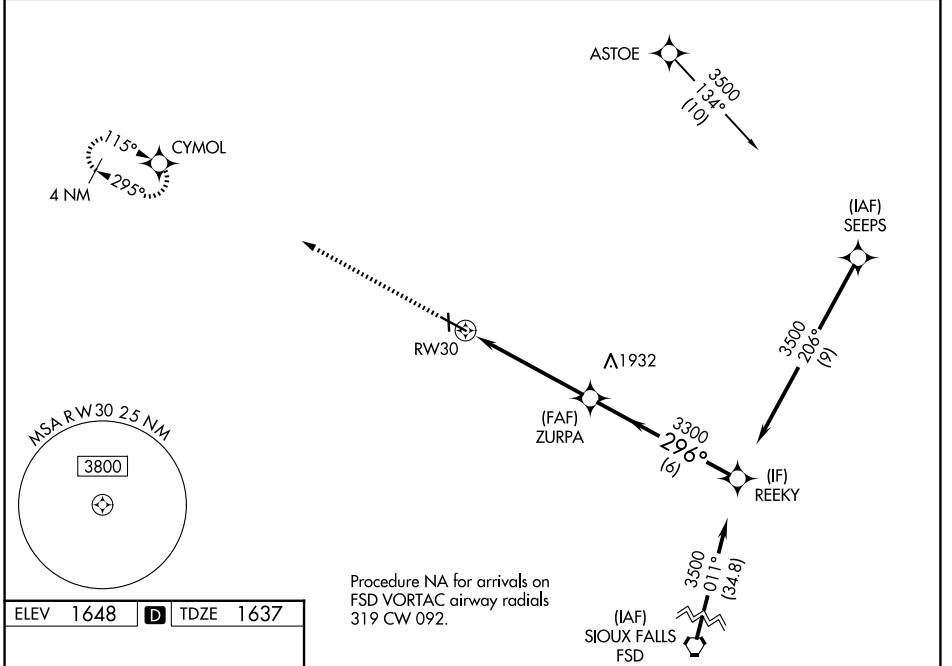 ASTOE
3500
134°
(10)
115°
CYMOL
295°
4 NM
(IAF)
SEEPS
3500
206°
(9)
RW30
1932
(FAF)
ZURPA
3300
296°
(6)
(IF)
REEKY
MSA RW30 25 NM
3800
3500
011°
(34.8)
Procedure NA for arrivals on
FSD VORTAC airway radials
319 CW 092.
(IAF)
SIOUX FALLS
FSD
ELEV 1648 D TDZE 1637